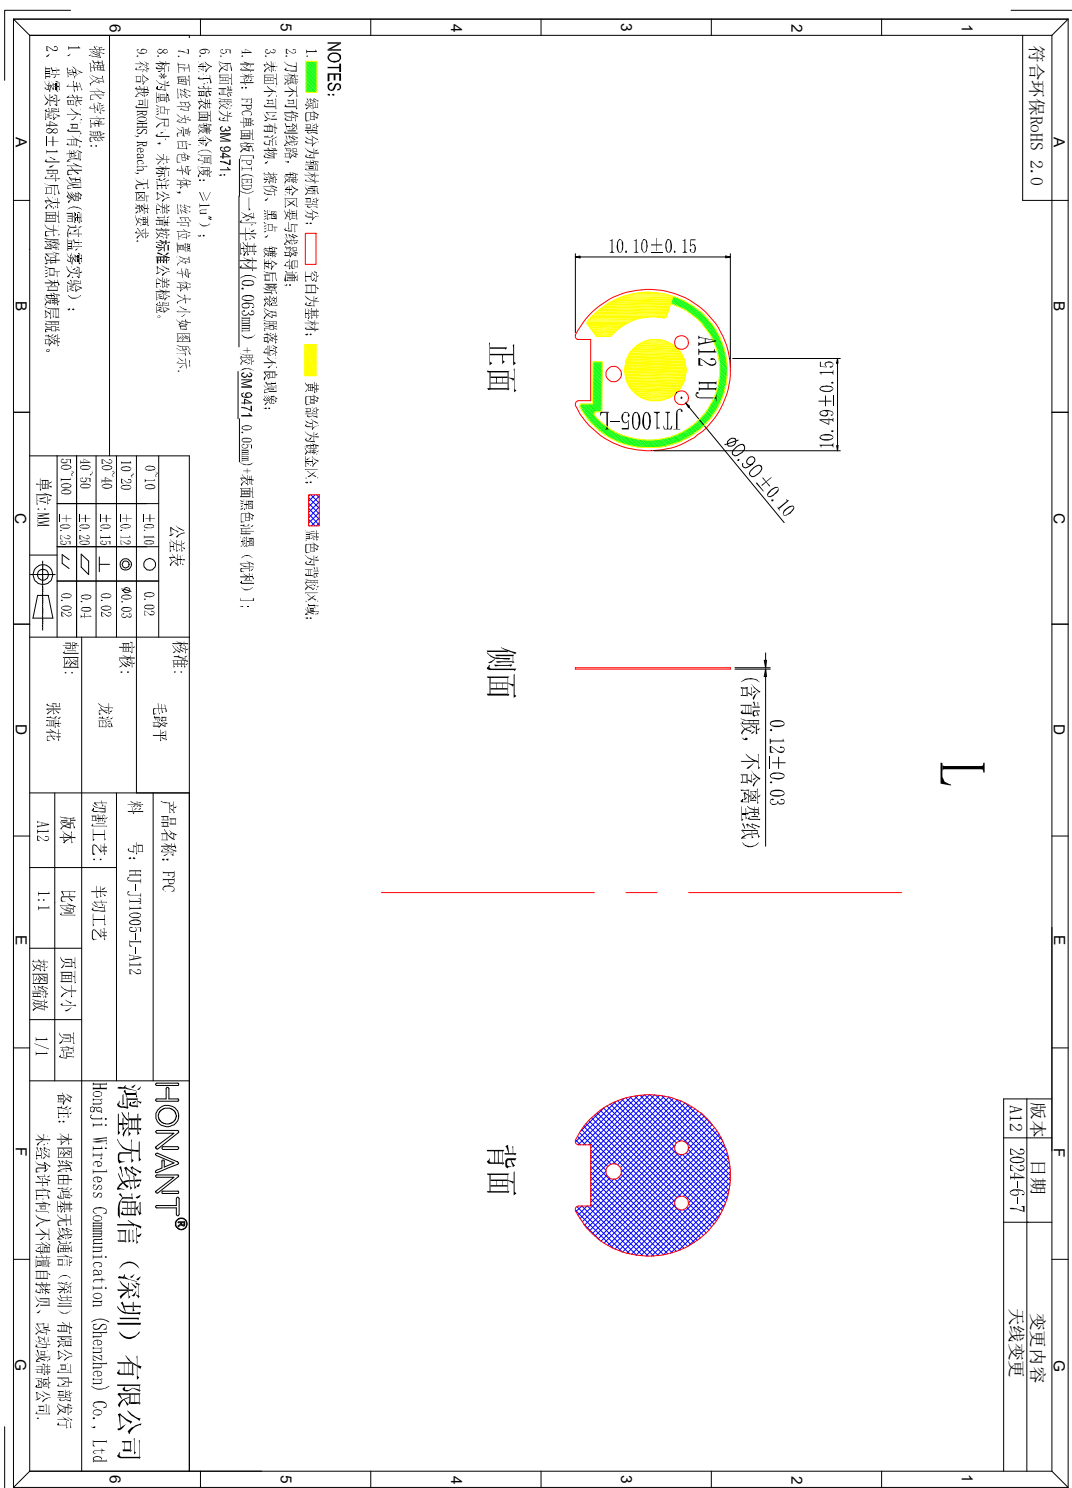 符合环保RoHS 2.0
版本 日期 变更内容
A12 2024-6-7 天线变更
1
2
3
4
5
6
A
B
C
D
E
F
G
L
10.49±0.15
10.10±0.15
Ø0.90±0.10
A12 HJ
JT1005-L
0.12±0.03
(含背胶，不含离型纸)
正面
侧面
背面
NOTES:
1. 绿色部分为铜材质部分; 空白为基材; 黄色部分为镀金区; 蓝色为背胶区域;
2. 刀模不可伤到线路，镀金区要与线路导通;
3. 表面不可以有污物、擦伤、黑点、镀金后断裂及脱落等不良现象;
4. 材料: FPC单面板[PI(ED)一对半基材(0.063mm)+胶(3M 9471 0.05mm)+表面黑色油墨（优利）];
5. 反面背胶为 3M 9471;
6. 金手指表面镀金(厚度: ≥1u″);
7. 正面丝印为亮白色字体，丝印位置及字体大小如图所示.
8. 标*为重点尺寸，未标注公差请按标准公差检验。
9. 符合我司ROHS, Reach, 无卤素要求.
物理及化学性能:
1、金手指不可有氧化现象(需过盐雾实验);
2、盐雾实验48±1小时后表面无腐蚀点和镀层脱落。
公差表
0~10 ±0.10 ○ 0.02
10~20 ±0.12 ◎ Φ0.03
20~40 ±0.15 ⊥ 0.02
40~50 ±0.20 ▱ 0.04
50~100 ±0.25 // 0.02
单位:MM
核准: 毛路平
审核: 龙滔
制图: 张清花
产品名称: FPC
料 号: HJ-JT1005-L-A12
切割工艺: 半切工艺
版本 比例 页面大小 页码
A12 1:1 按图缩放 1/1
HONANT®
鸿基无线通信（深圳）有限公司
Hongji Wireless Communication (Shenzhen) Co., Ltd
备注: 本图纸由鸿基无线通信（深圳）有限公司内部发行
未经允许任何人不得擅自拷贝、改动或带离公司.